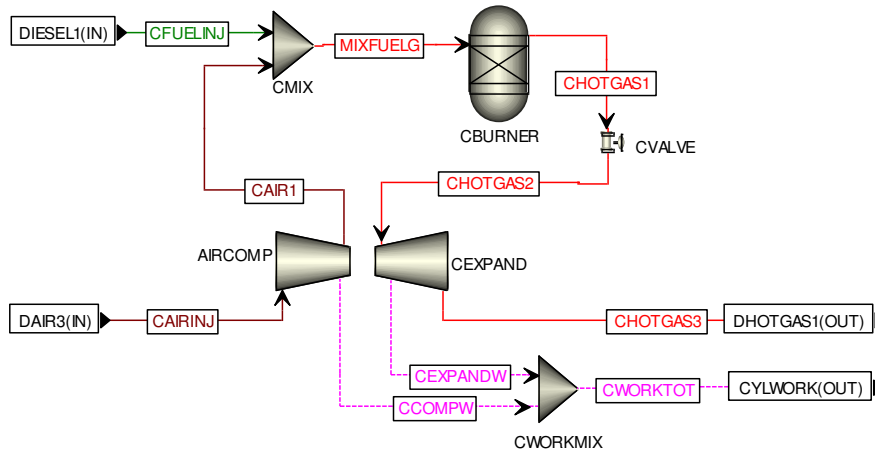 DIESEL1(IN)
CFUELINJ
MIXFUELG
CMIX
CBURNER
CHOTGAS1
CVALVE
CAIR1
CHOTGAS2
AIRCOMP
CEXPAND
DAIR3(IN)
CAIRINJ
CHOTGAS3
DHOTGAS1(OUT)
CEXPANDW
CWORKTOT
CYLWORK(OUT)
CCOMPW
CWORKMIX